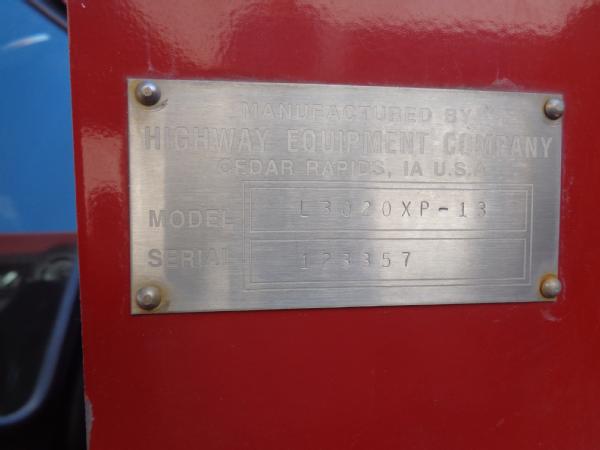 MANUFACTURED BY
HIGHWAY EQUIPMENT COMPANY
CEDAR RAPIDS, IA U.S.A.
MODEL L3020XP-13
SERIAL 123357